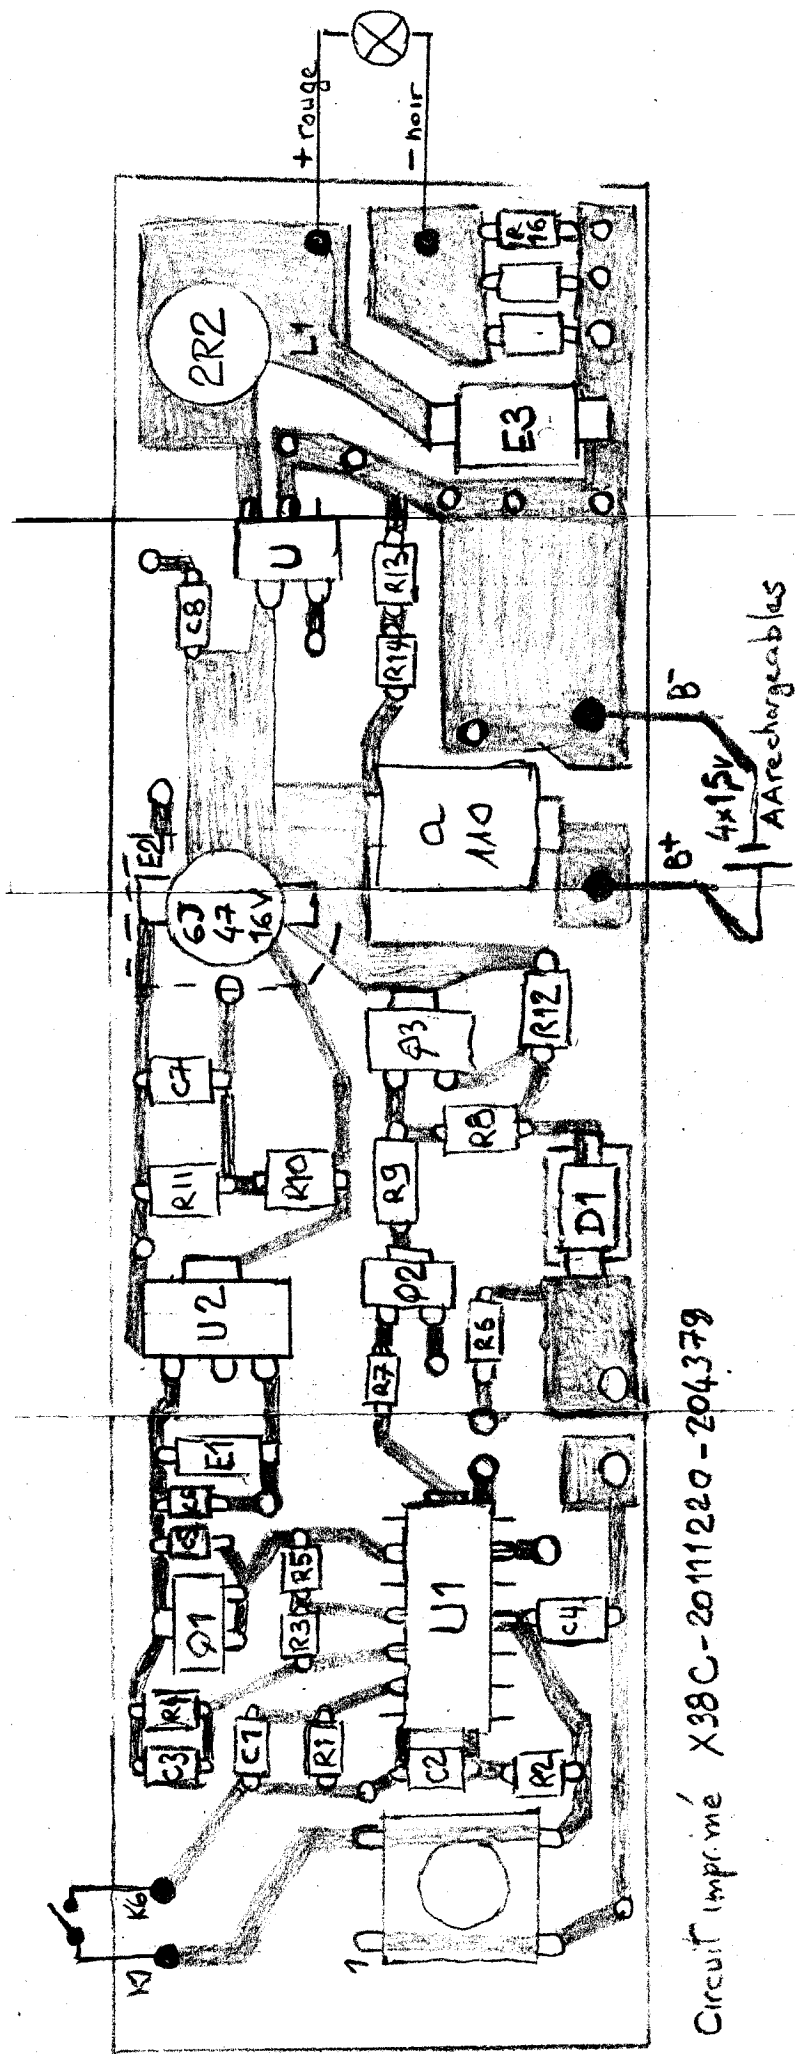 + rouge
- noir
2R2
L1
R16
E3
U
C8
R13
R14
B-
4x1,5v
AA rechargeables
B+
a
110
E2
6J
47
16V
Q3
R12
C7
R8
R11
R10
R9
D1
U2
Q2
R6
R7
E1
Q1
R5
R3
U1
C4
R4
C3
C1
R1
C2
R2
K6
K7
1
Circuit imprimé X38C-20111220-204379